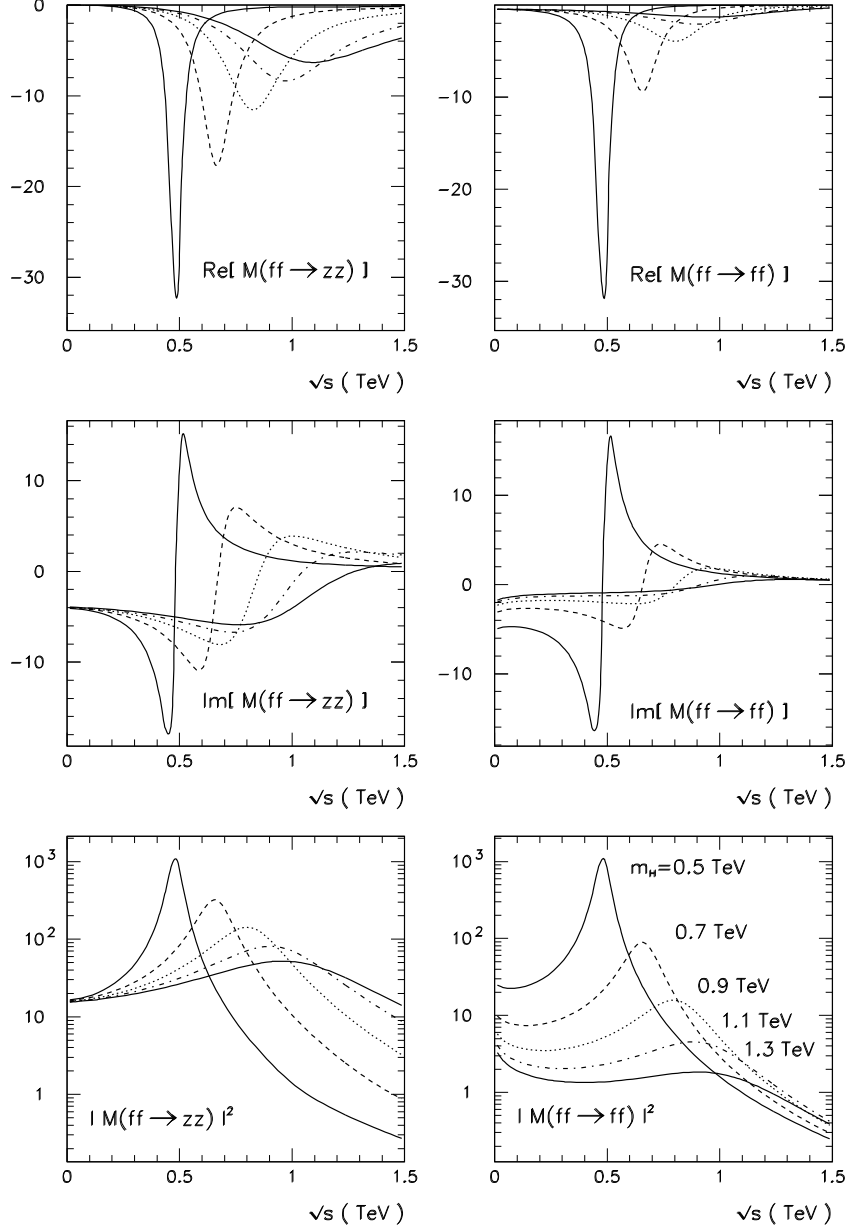 0
−10
−20
−30
Re[ M(ff → zz) ]
0 0.5 1 1.5
√s ( TeV )
0
−10
−20
−30
Re[ M(ff → ff) ]
0 0.5 1 1.5
√s ( TeV )
10
0
−10
Im[ M(ff → zz) ]
0 0.5 1 1.5
√s ( TeV )
10
0
−10
Im[ M(ff → ff) ]
0 0.5 1 1.5
√s ( TeV )
10³
10²
10
1
| M(ff → zz) |²
0 0.5 1 1.5
√s ( TeV )
10³
10²
10
1
m_H=0.5 TeV
0.7 TeV
0.9 TeV
1.1 TeV
1.3 TeV
| M(ff → ff) |²
0 0.5 1 1.5
√s ( TeV )